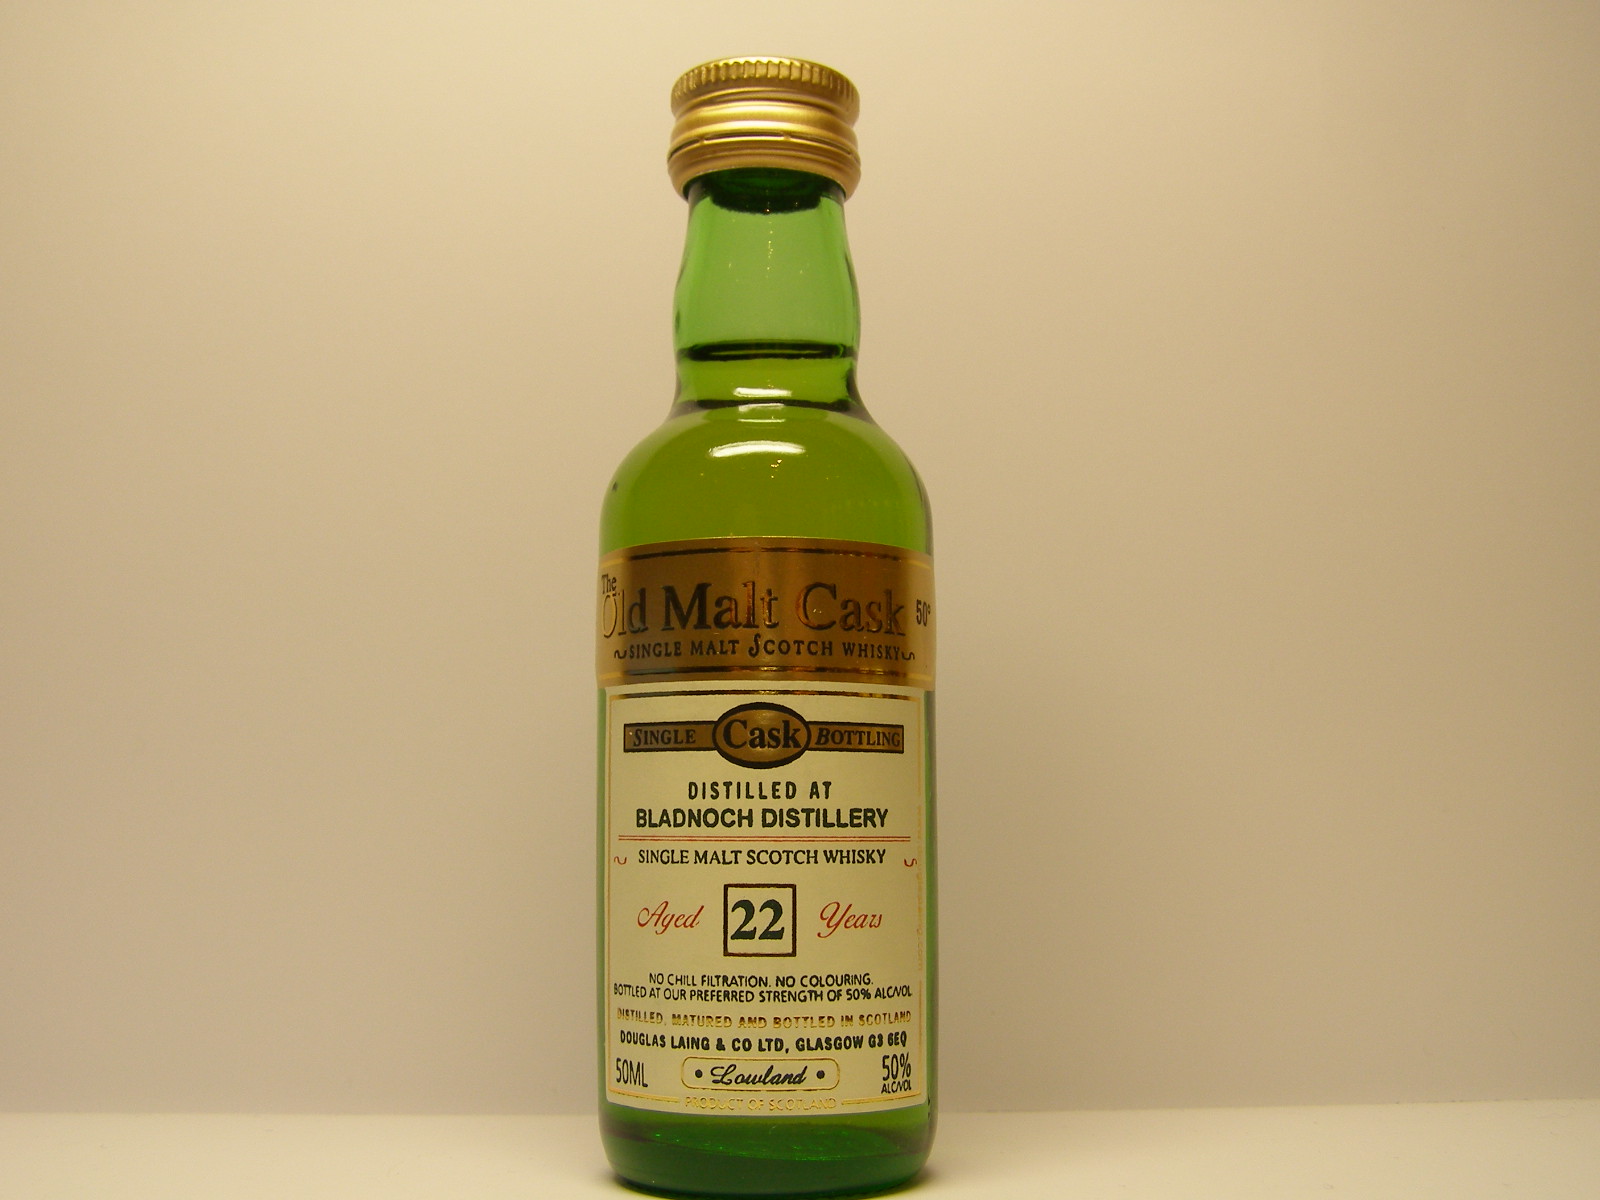 The
Old Malt Cask 50°
SINGLE MALT SCOTCH WHISKY
SINGLE Cask BOTTLING
DISTILLED AT
BLADNOCH DISTILLERY
SINGLE MALT SCOTCH WHISKY
Aged 22 Years
NO CHILL FILTRATION. NO COLOURING.
BOTTLED AT OUR PREFERRED STRENGTH OF 50% ALC/VOL
DISTILLED, MATURED AND BOTTLED IN SCOTLAND
DOUGLAS LAING & CO LTD, GLASGOW G3 6EQ
50ML • Lowland • 50%
ALC/VOL
PRODUCT OF SCOTLAND